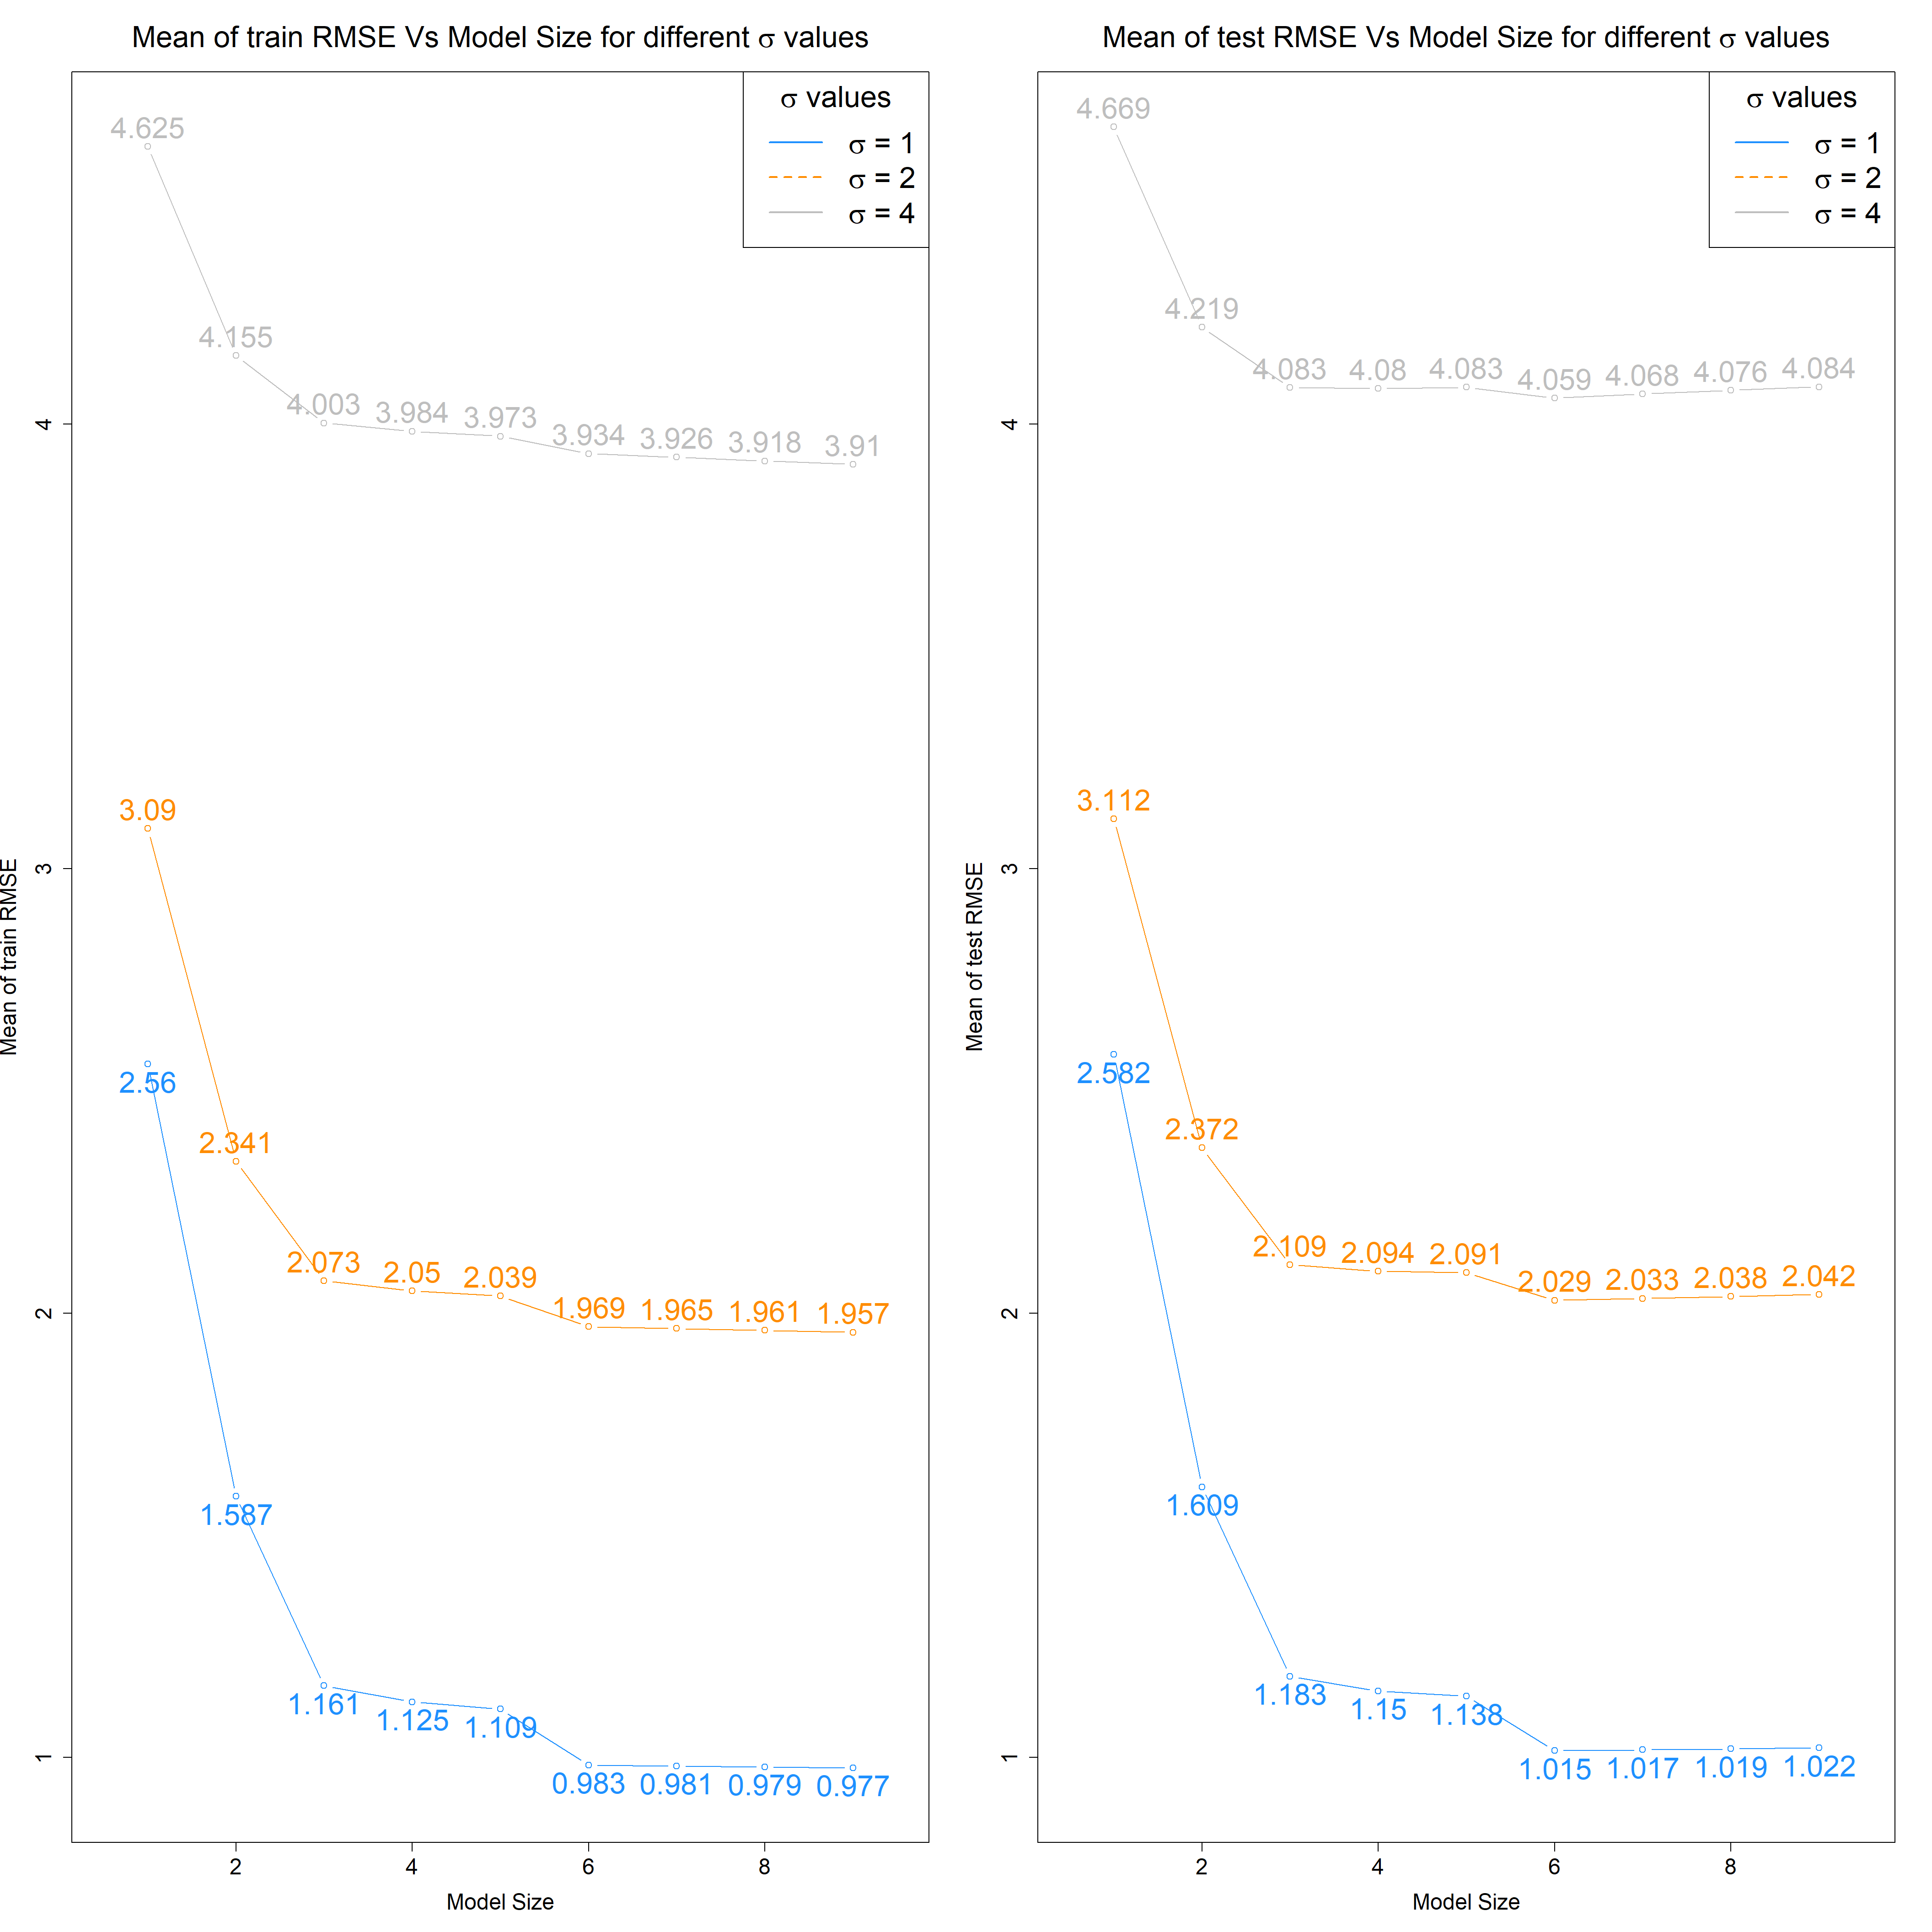 Mean of train RMSE Vs Model Size for different σ values
σ values
σ = 1
σ = 2
σ = 4
4.625
4.155
4.003 3.984 3.973 3.934 3.926 3.918 3.91
3.09
2.341
2.073 2.05 2.039 1.969 1.965 1.961 1.957
2.56
1.587
1.161 1.125 1.109 0.983 0.981 0.979 0.977
4
3
2
1
Mean of train RMSE
2 4 6 8
Model Size
Mean of test RMSE Vs Model Size for different σ values
σ values
σ = 1
σ = 2
σ = 4
4.669
4.219
4.083 4.08 4.083 4.059 4.068 4.076 4.084
3.112
2.372
2.109 2.094 2.091 2.029 2.033 2.038 2.042
2.582
1.609
1.183 1.15 1.138 1.015 1.017 1.019 1.022
4
3
2
1
Mean of test RMSE
2 4 6 8
Model Size